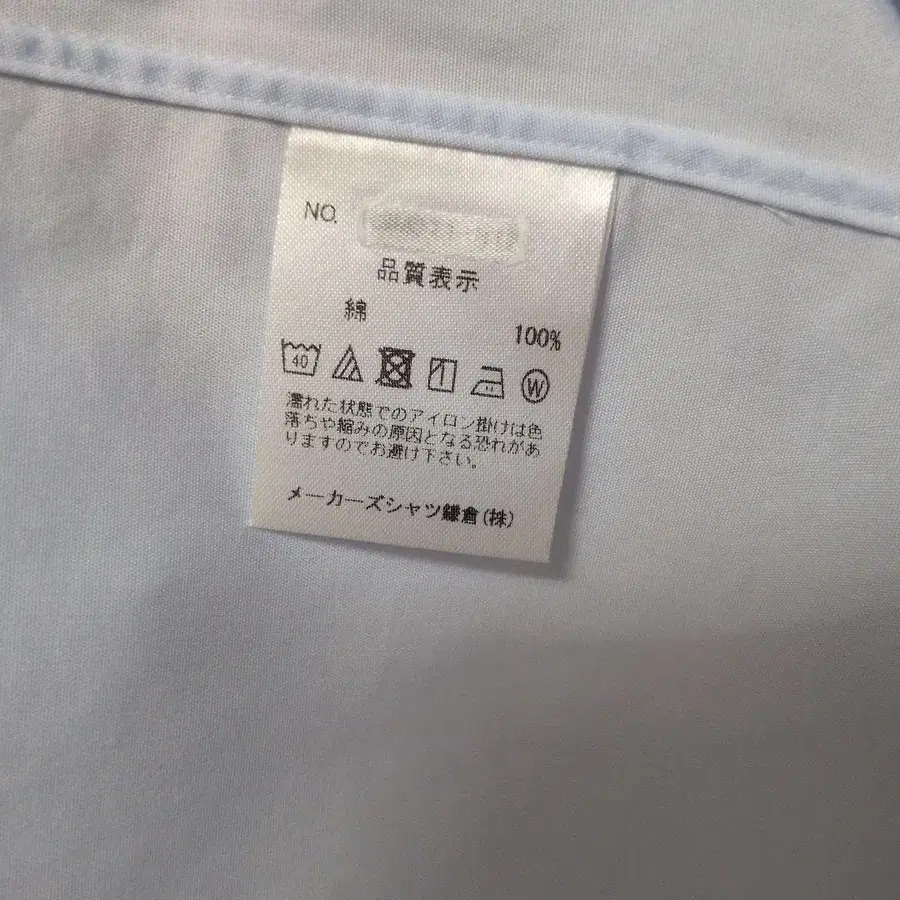 NO.
品質表示
綿 100%
40 W
濡れた状態でのアイロン掛けは色
落ちや縮みの原因となる恐れがあ
りますのでお避け下さい。
メーカーズシャツ鎌倉(株)